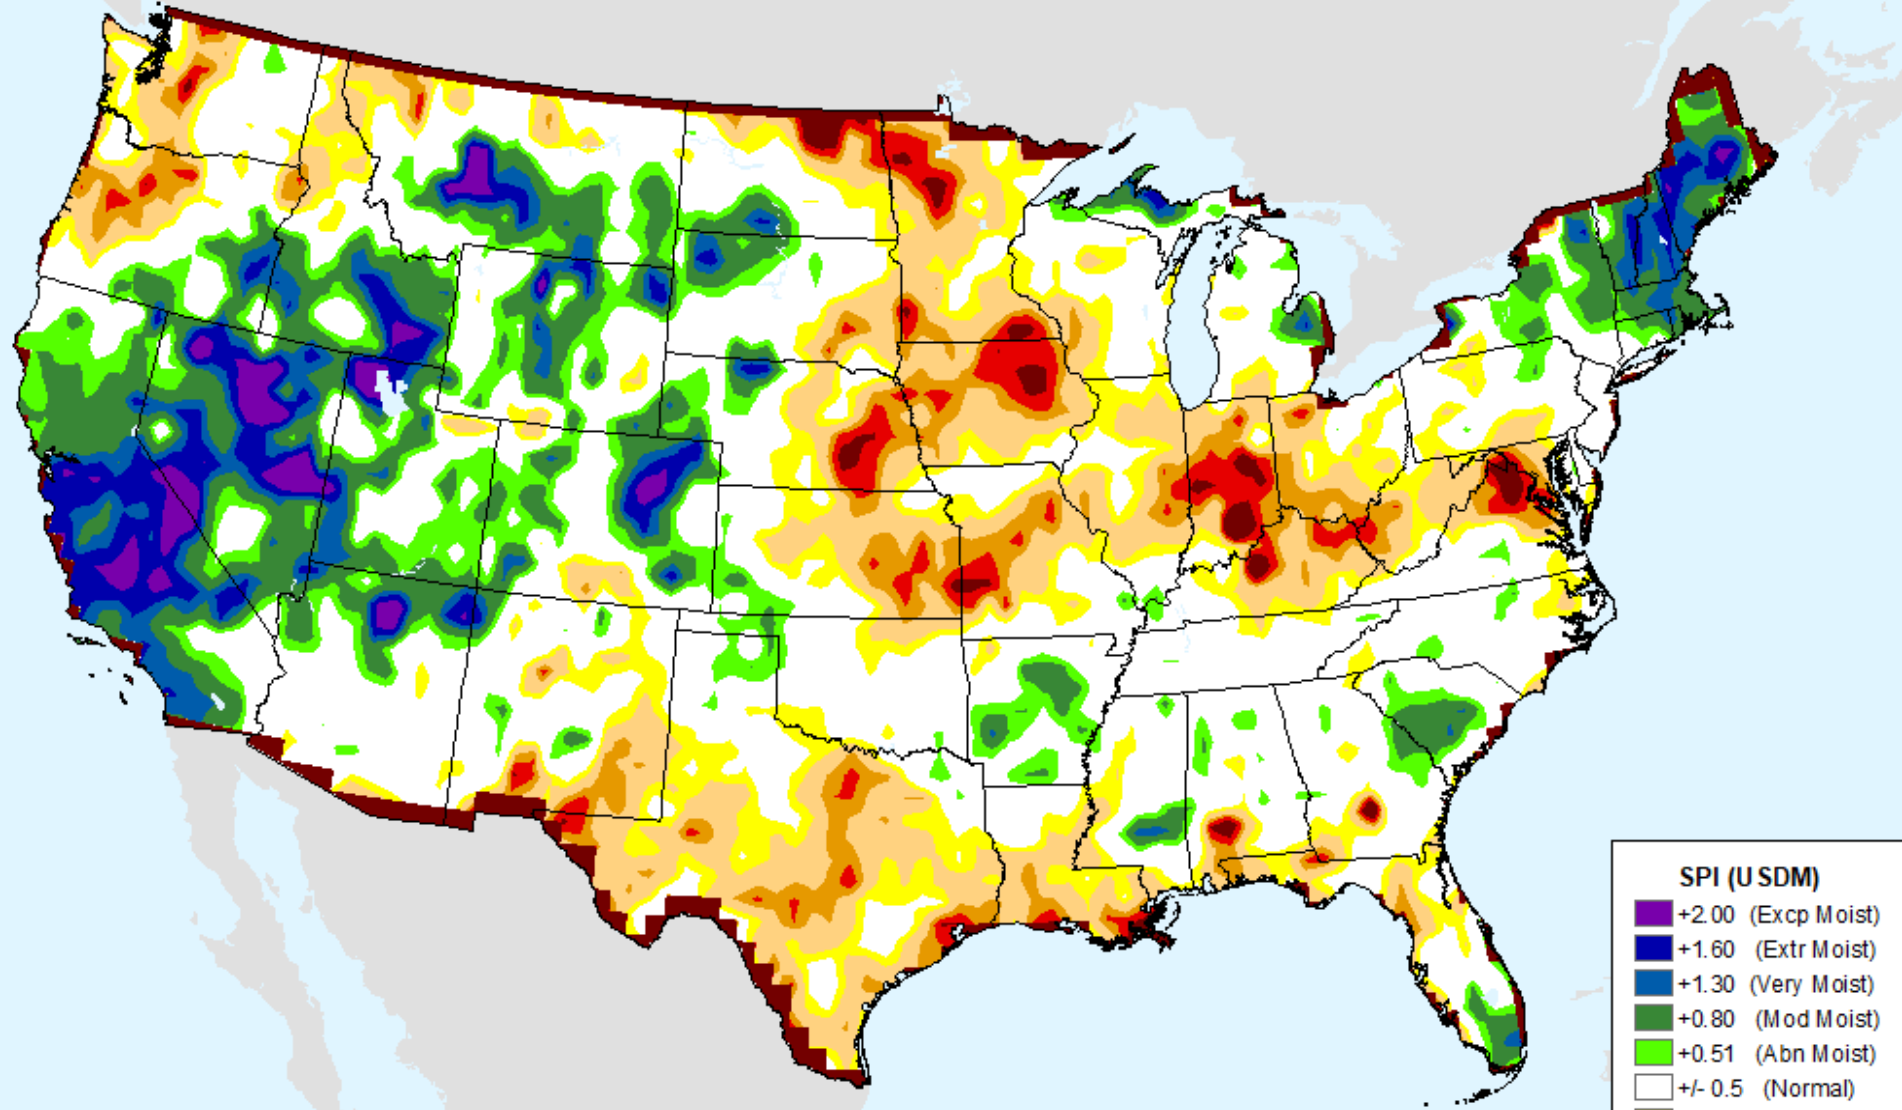 SPI (USDM)
+2.00 (Excp Moist)
+1.60 (Extr Moist)
+1.30 (Very Moist)
+0.80 (Mod Moist)
+0.51 (Abn Moist)
+/- 0.5 (Normal)